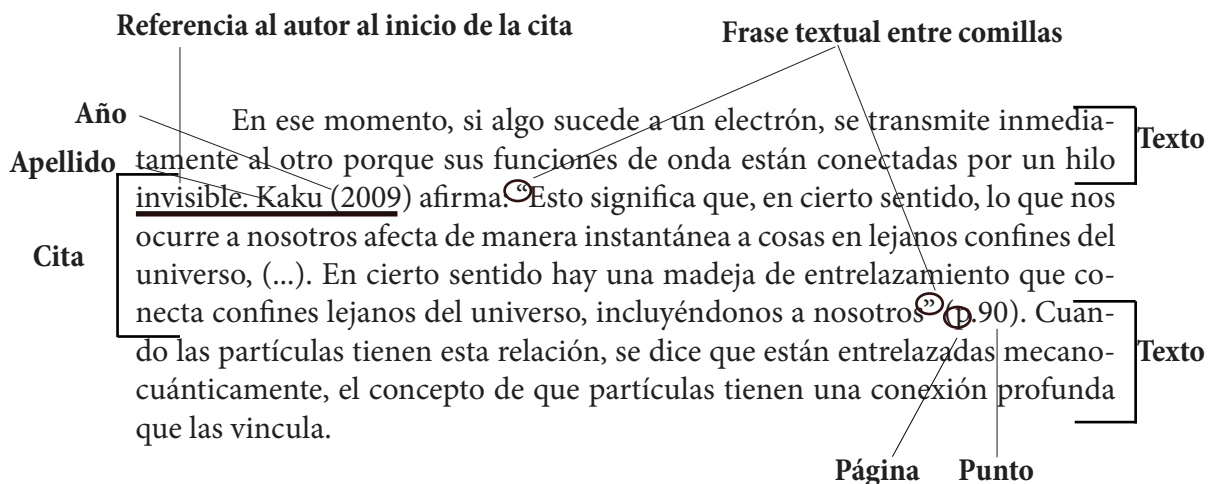 Referencia al autor al inicio de la cita
Frase textual entre comillas
Año
En ese momento, si algo sucede a un electrón, se transmite inmedia-
Texto
Apellido
tamente al otro porque sus funciones de onda están conectadas por un hilo
invisible. Kaku (2009) afirma: “Esto significa que, en cierto sentido, lo que nos
ocurre a nosotros afecta de manera instantánea a cosas en lejanos confines del
Cita
universo, (...). En cierto sentido hay una madeja de entrelazamiento que co-
necta confines lejanos del universo, incluyéndonos a nosotros” (p.90). Cuan-
do las partículas tienen esta relación, se dice que están entrelazadas mecano-
Texto
cuánticamente, el concepto de que partículas tienen una conexión profunda
que las vincula.
Página
Punto